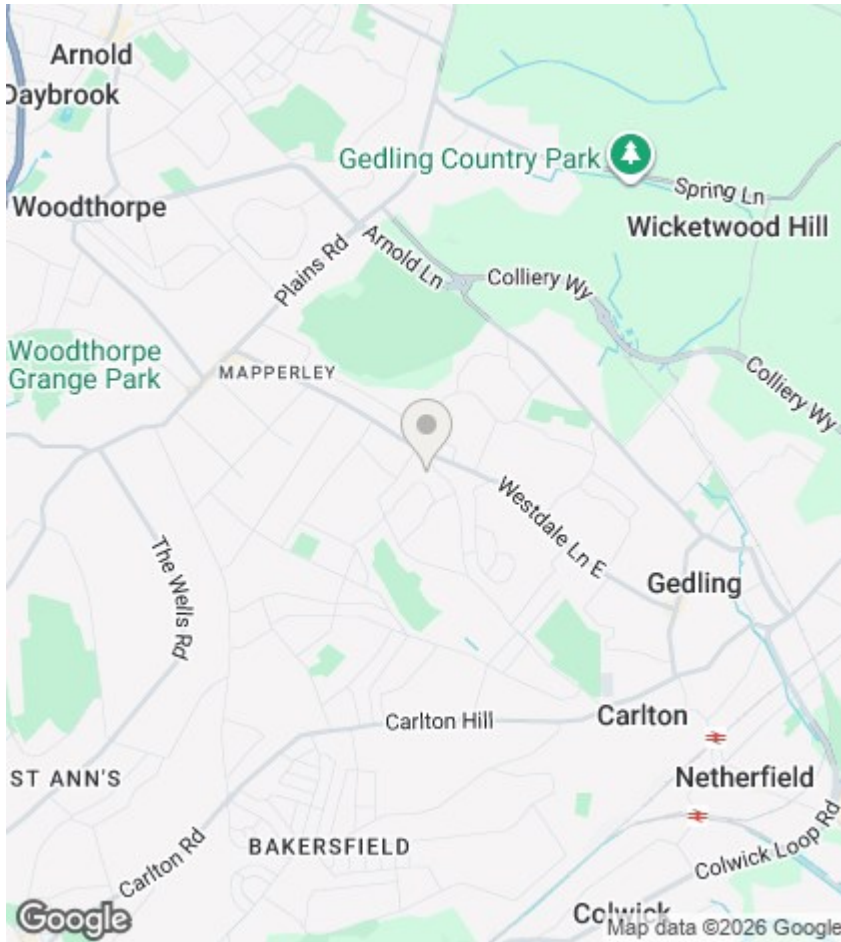 Arnold
Daybrook
Gedling Country Park
Spring Ln
Woodthorpe
Wicketwood Hill
Plains Rd
Arnold Ln
Colliery Wy
Woodthorpe
Grange Park
MAPPERLEY
Colliery Wy
Westdale Ln E
The Wells Rd
Gedling
Carlton Hill
Carlton
ST ANN'S
Netherfield
Carlton Rd
BAKERSFIELD
Colwick Loop Rd
Colwick
Google
Map data ©2026 Google